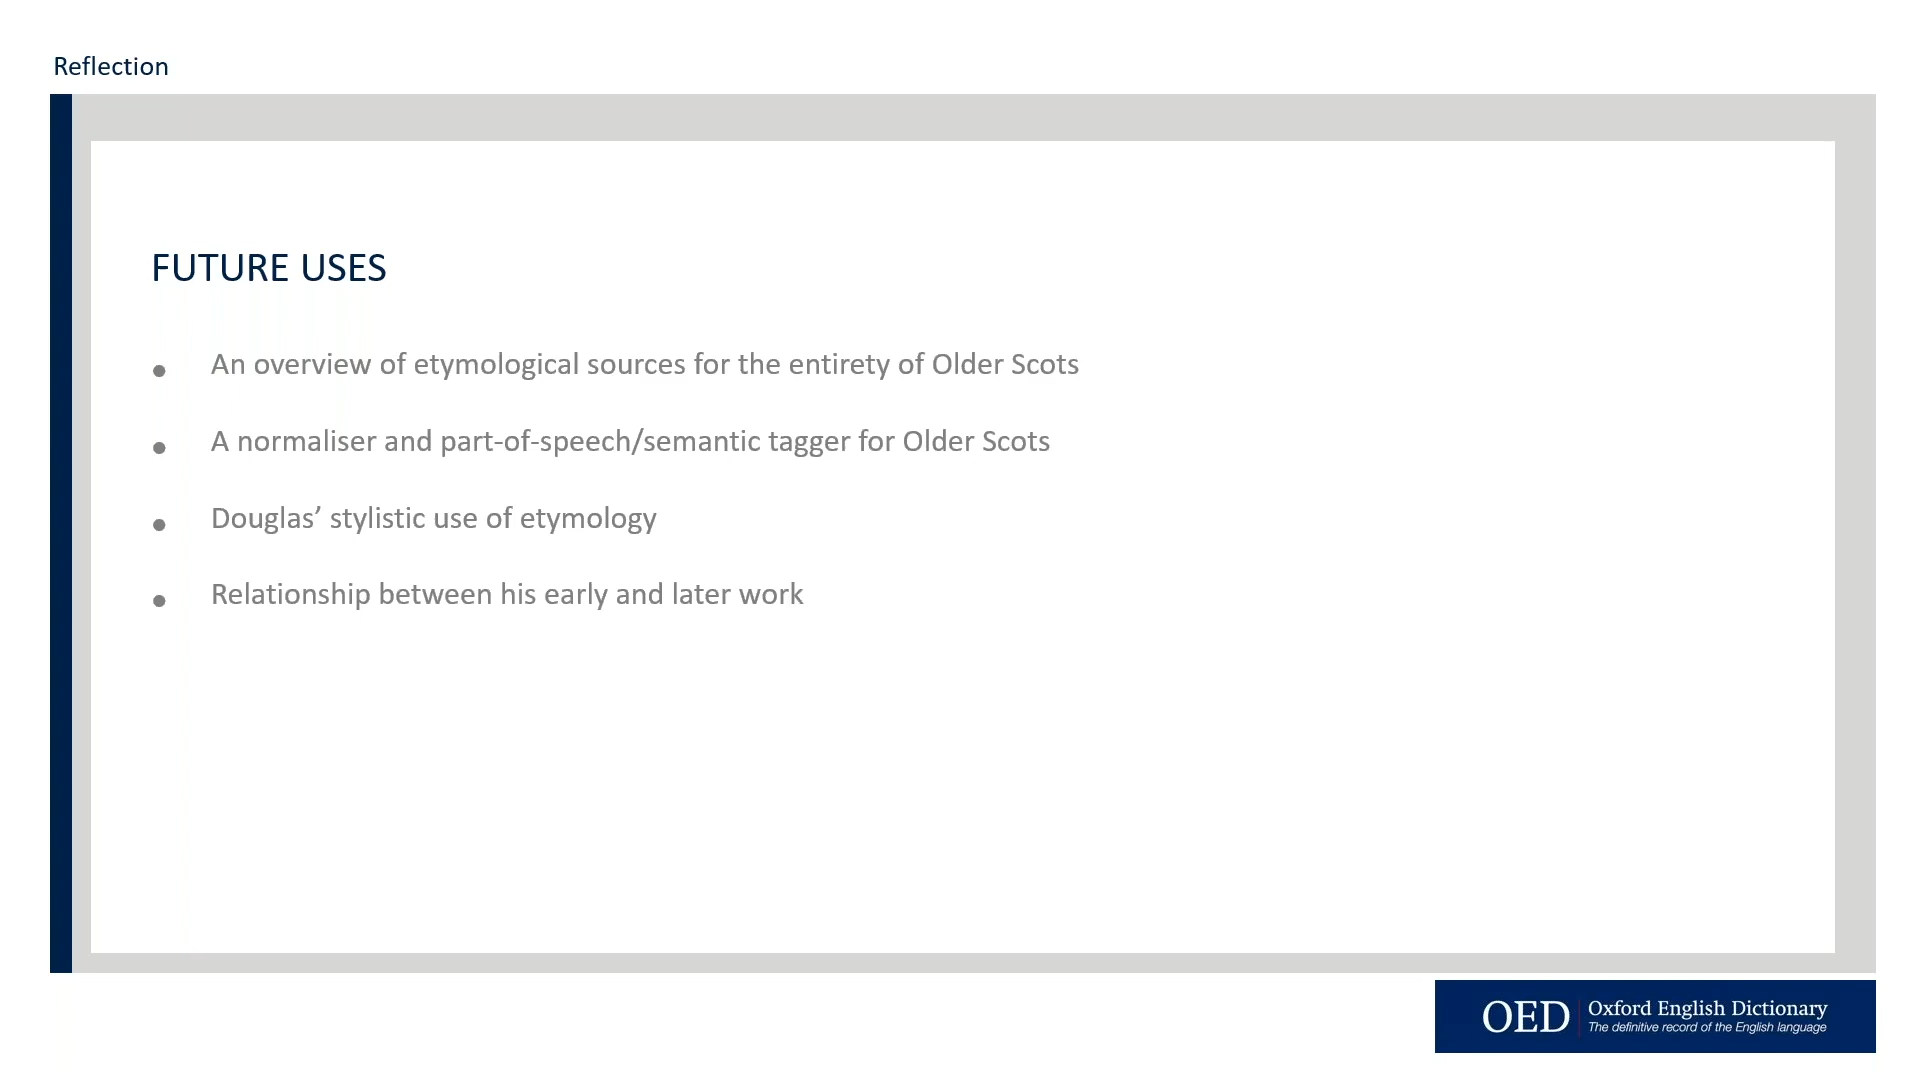 Reflection
FUTURE USES
• An overview of etymological sources for the entirety of Older Scots
• A normaliser and part-of-speech/semantic tagger for Older Scots
• Douglas’ stylistic use of etymology
• Relationship between his early and later work
OED
Oxford English Dictionary
The definitive record of the English language